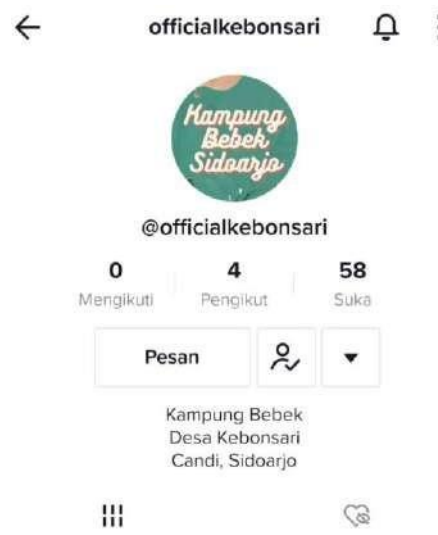 officialkebonsari
Kampung
Bebek
Sidoarjo
@officialkebonsari
0 4 58
Mengikuti Pengikut Suka
Pesan
Kampung Bebek
Desa Kebonsari
Candi, Sidoarjo